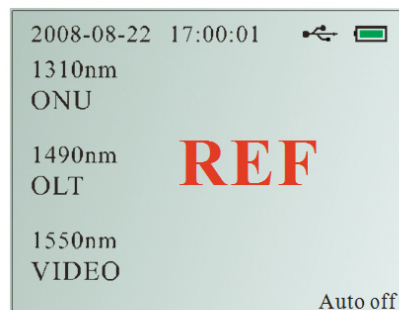 2008-08-22 17:00:01
1310nm
ONU
1490nm
OLT
REF
1550nm
VIDEO
Auto off